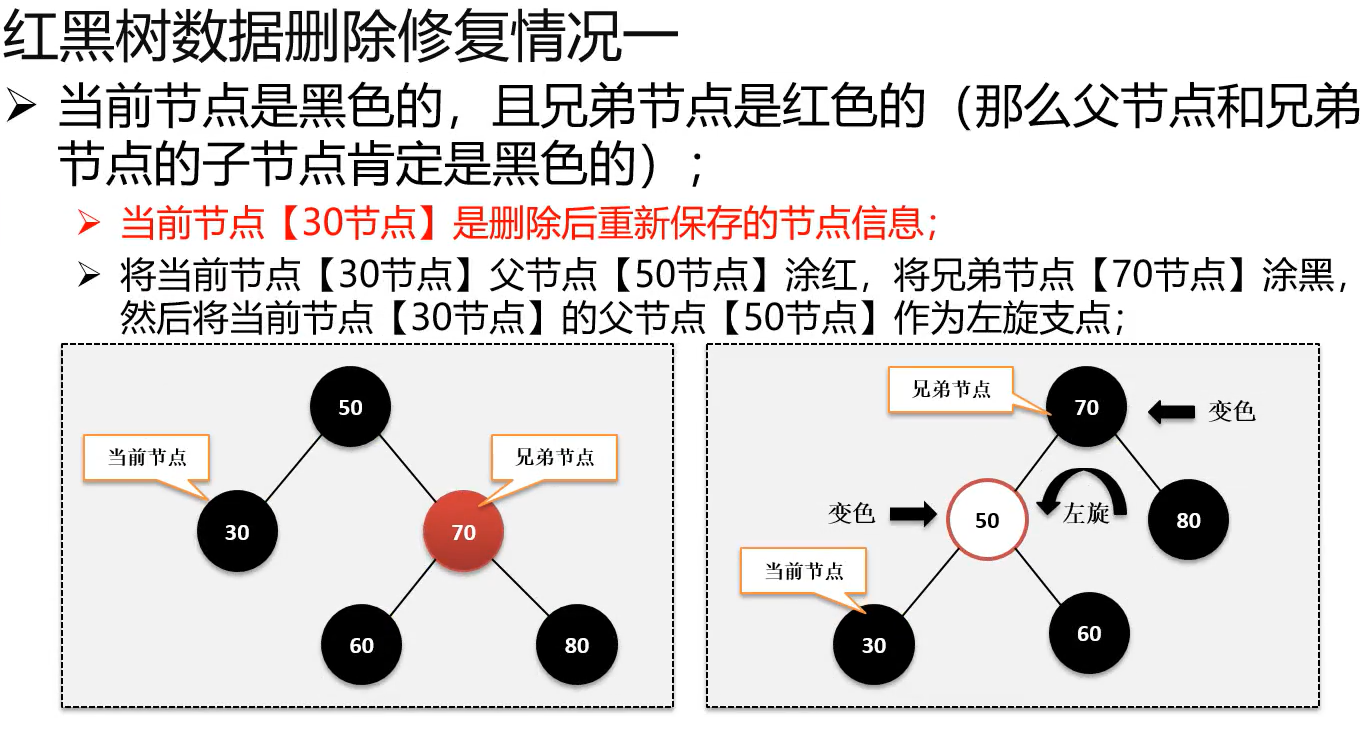 红黑树数据删除修复情况一
当前节点是黑色的，且兄弟节点是红色的（那么父节点和兄弟
节点的子节点肯定是黑色的）；
当前节点【30节点】是删除后重新保存的节点信息；
将当前节点【30节点】父节点【50节点】涂红，将兄弟节点【70节点】涂黑，
然后将当前节点【30节点】的父节点【50节点】作为左旋支点；
50
当前节点
兄弟节点
30
70
60
80
兄弟节点
70
变色
变色
50
左旋
80
当前节点
30
60